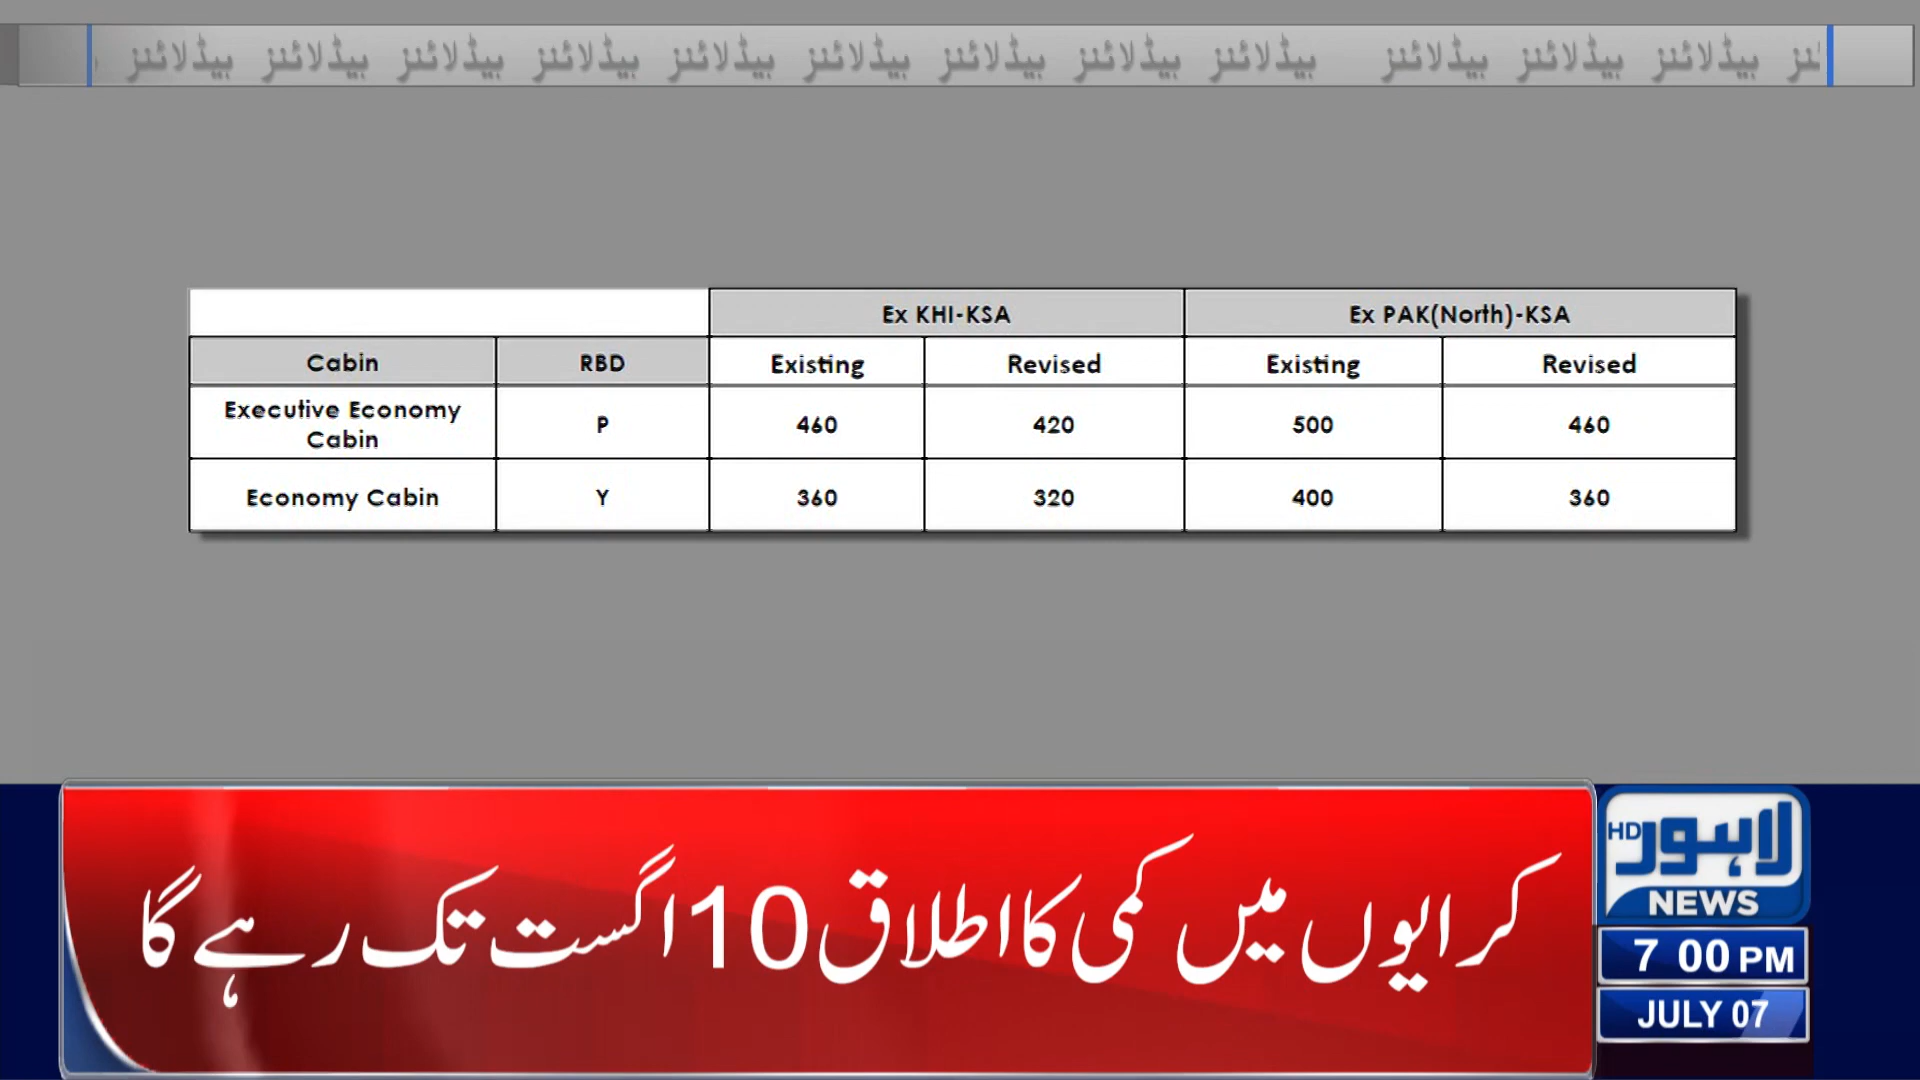 ہیڈلائنز ہیڈلائنز ہیڈلائنز ہیڈلائنز ہیڈلائنز ہیڈلائنز ہیڈلائنز ہیڈلائنز ہیڈلائنز ہیڈلائنز ہیڈلائنز ہیڈلائنز
Ex KHI-KSA Ex PAK(North)-KSA
Cabin RBD Existing Revised Existing Revised
Executive Economy
Cabin P 460 420 500 460
Economy Cabin Y 360 320 400 360
کرایوں میں کمی کا اطلاق 10 اگست تک رہے گا
لاہور HD
NEWS
7 00 PM
JULY 07